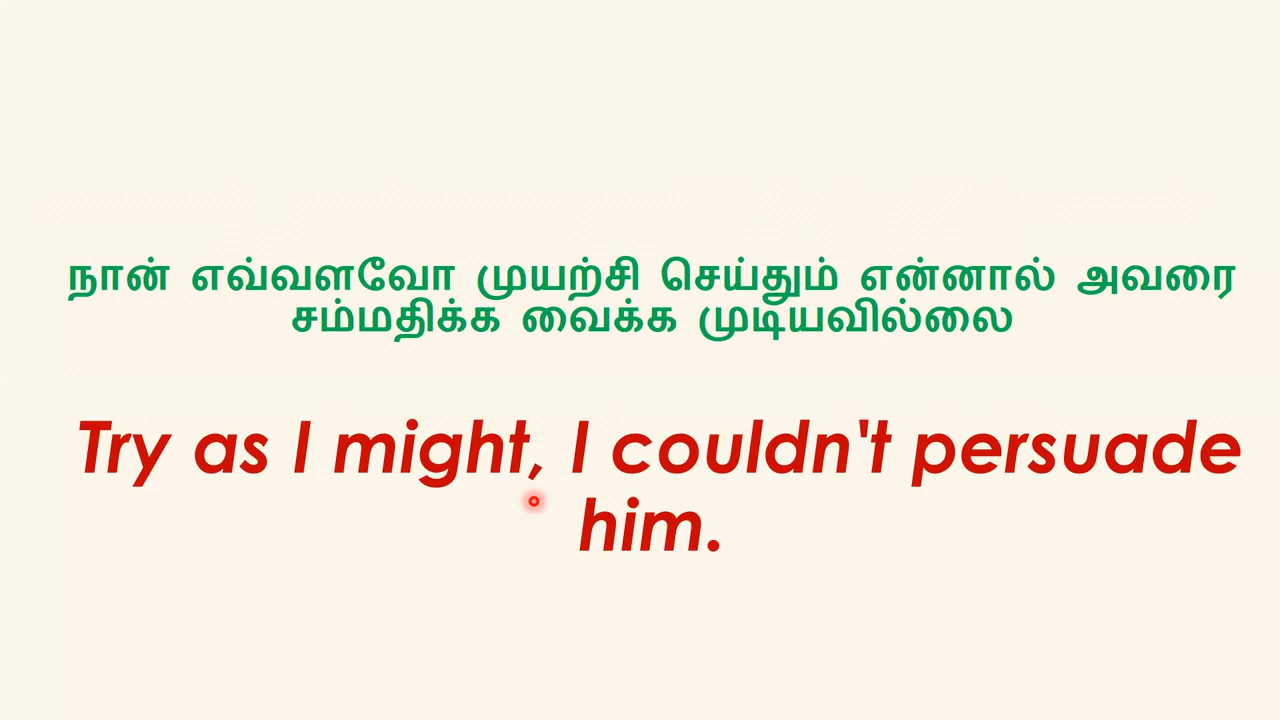 நான் எவ்வளவோ முயற்சி செய்தும் என்னால் அவரை
சம்மதிக்க வைக்க முடியவில்லை
Try as I might, I couldn't persuade
him.